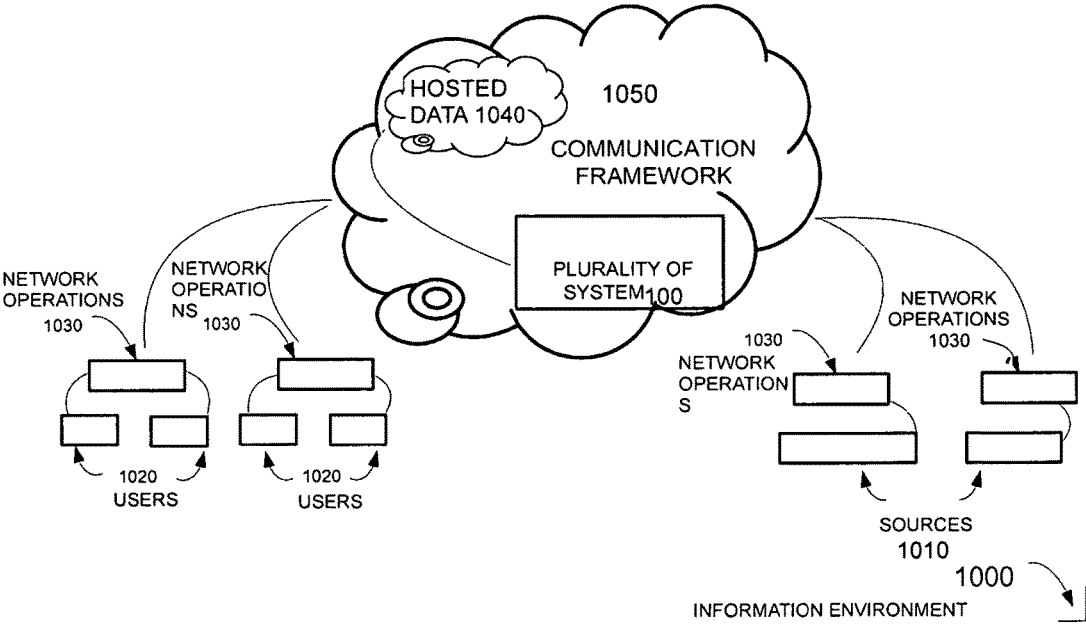 HOSTED
DATA 1040
1050
COMMUNICATION
FRAMEWORK
PLURALITY OF
SYSTEM100
NETWORK
OPERATIONS
1030
NETWORK
OPERATIO
NS 1030
1020
USERS
1020
USERS
1030
NETWORK
OPERATION
S
NETWORK
OPERATIONS
1030
SOURCES
1010
1000
INFORMATION ENVIRONMENT